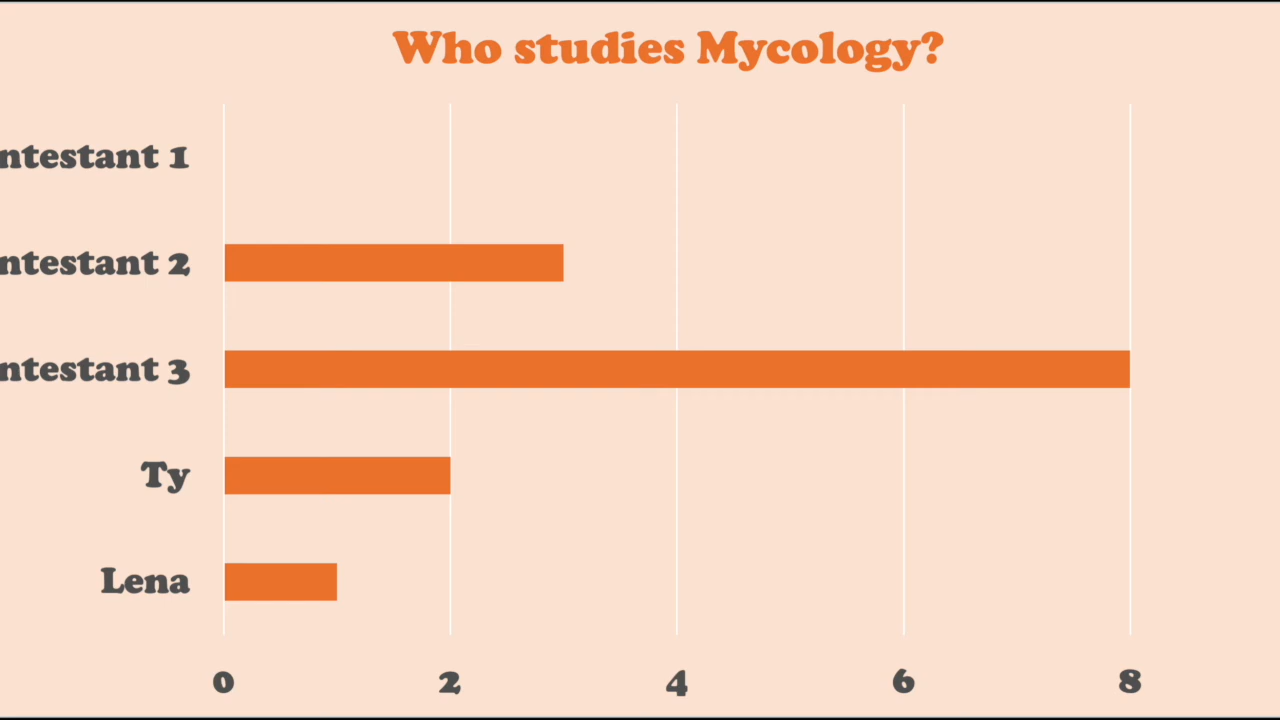 Who studies Mycology?
ntestant 1
ntestant 2
ntestant 3
Ty
Lena
0 2 4 6 8